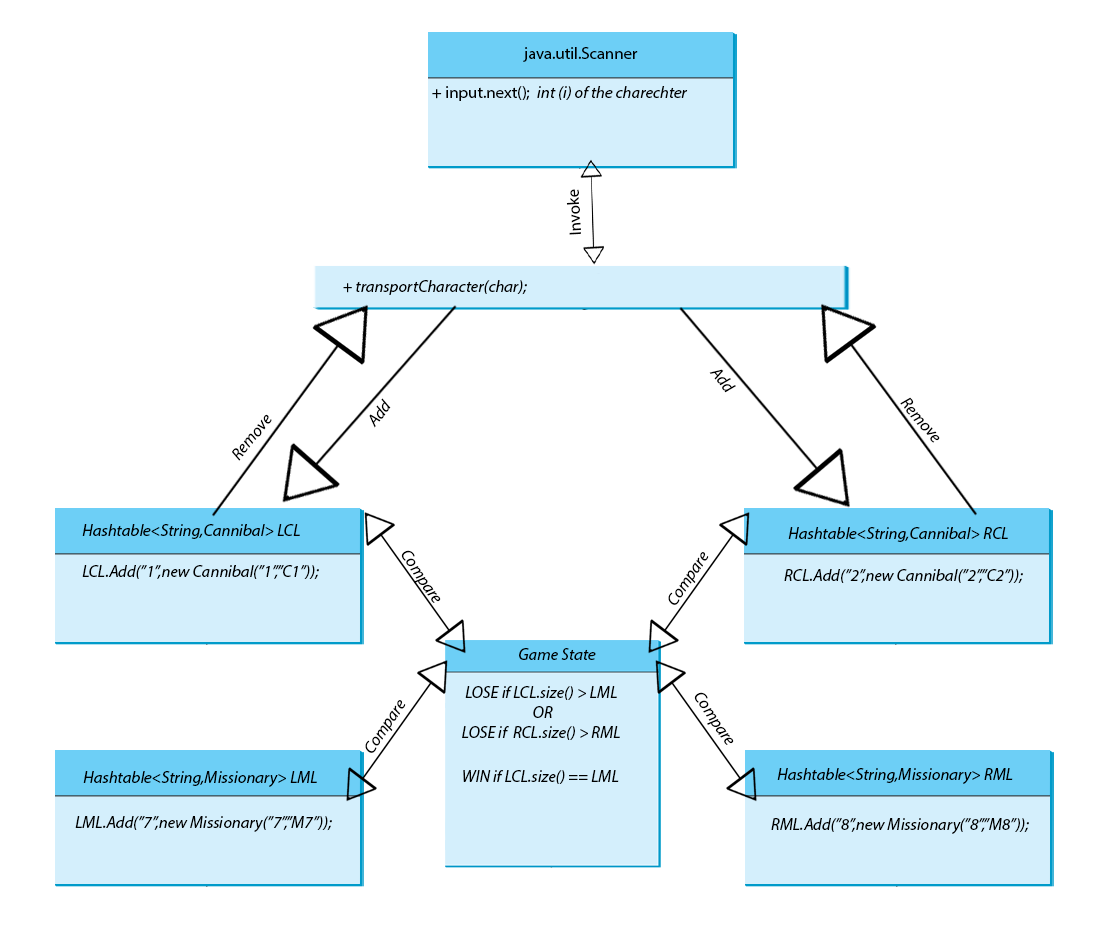 java.util.Scanner
+ input.next(); int (i) of the charechter
Invoke
+ transportCharacter(char);
Remove
Add
Add
Remove
Hashtable<String,Cannibal> LCL
LCL.Add("1",new Cannibal("1","C1"));
Hashtable<String,Cannibal> RCL
RCL.Add("2",new Cannibal("2","C2"));
Compare
Compare
Game State
LOSE if LCL.size() > LML
OR
LOSE if RCL.size() > RML
WIN if LCL.size() == LML
Compare
Compare
Hashtable<String,Missionary> LML
LML.Add("7",new Missionary("7","M7"));
Hashtable<String,Missionary> RML
RML.Add("8",new Missionary("8","M8"));